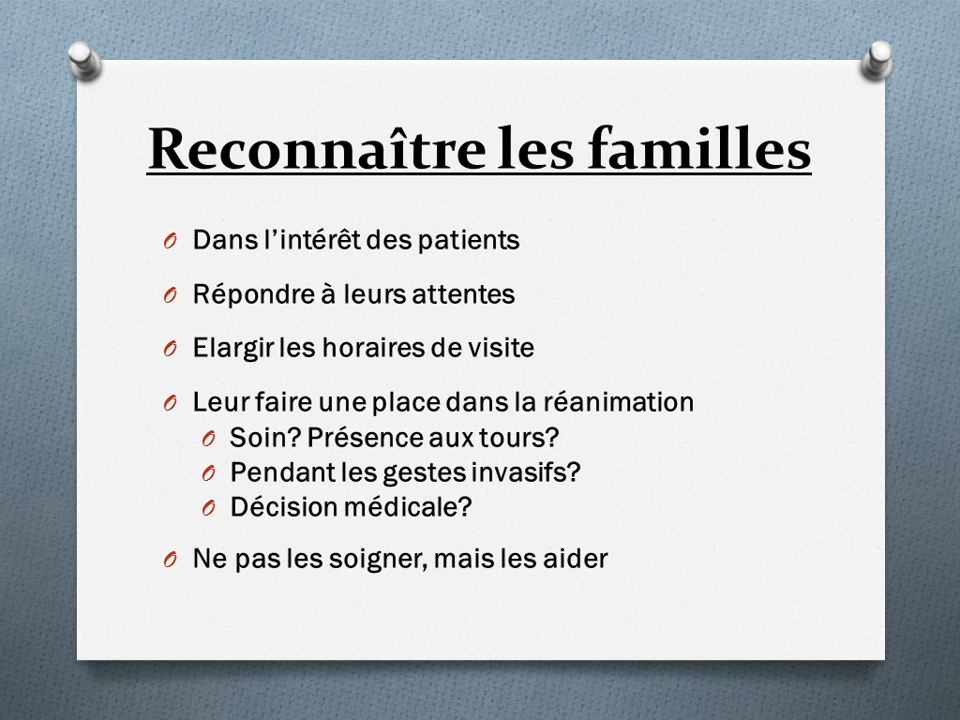 Reconnaître les familles
Dans l’intérêt des patients
Répondre à leurs attentes
Elargir les horaires de visite
Leur faire une place dans la réanimation
Soin? Présence aux tours?
Pendant les gestes invasifs?
Décision médicale?
Ne pas les soigner, mais les aider